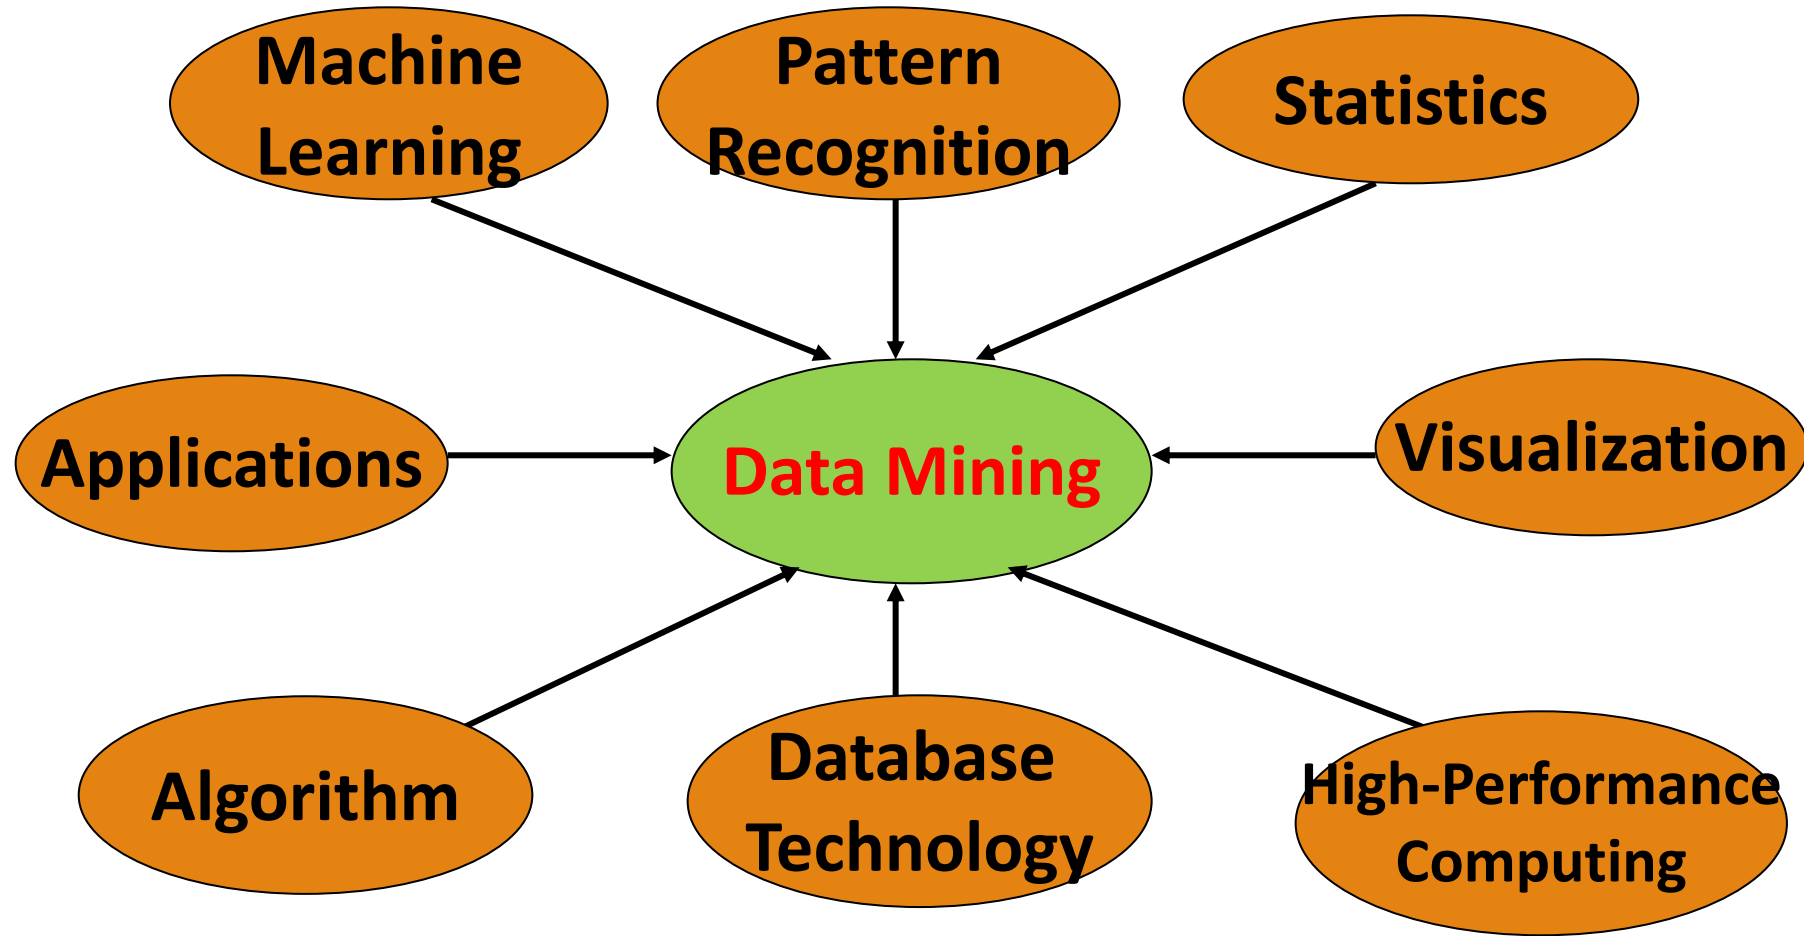 Machine
Learning
Pattern
Recognition
Statistics
Applications
Data Mining
Visualization
Algorithm
Database
Technology
High-Performance
Computing